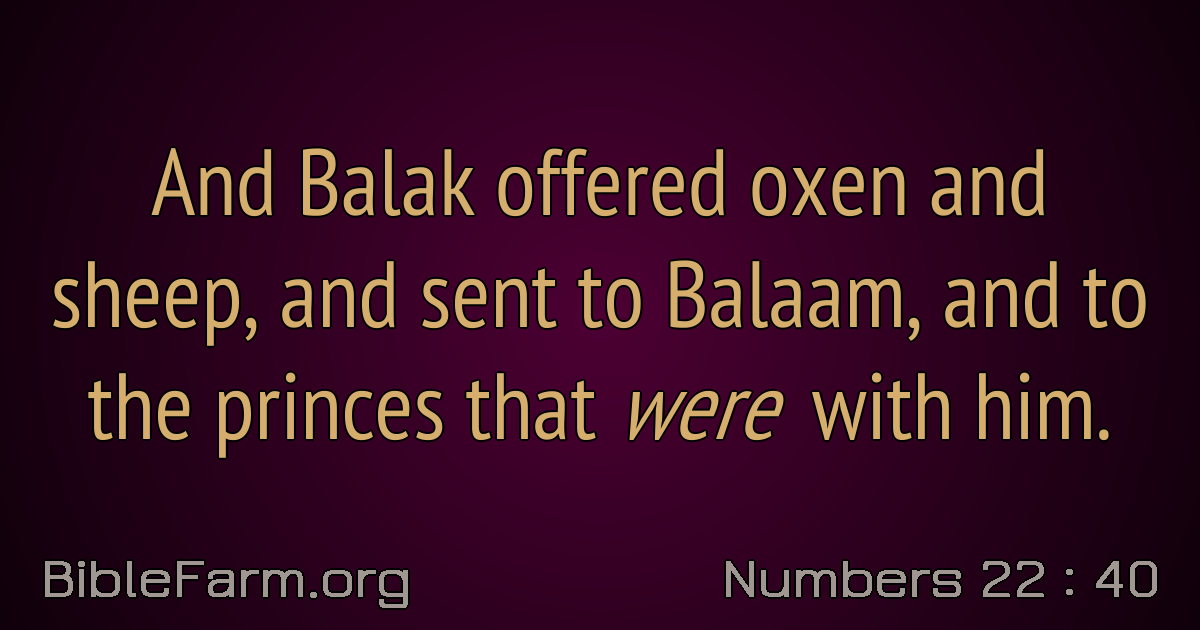 And Balak offered oxen and
sheep, and sent to Balaam, and to
the princes that were with him.
BibleFarm.org
Numbers 22 : 40